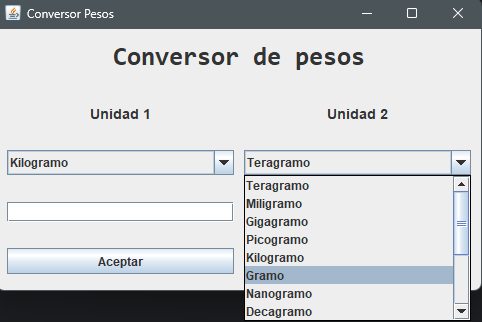 Conversor Pesos
Conversor de pesos
Unidad 1
Unidad 2
Kilogramo
Teragramo
Teragramo
Miligramo
Gigagramo
Picogramo
Kilogramo
Gramo
Nanogramo
Decagramo
Aceptar